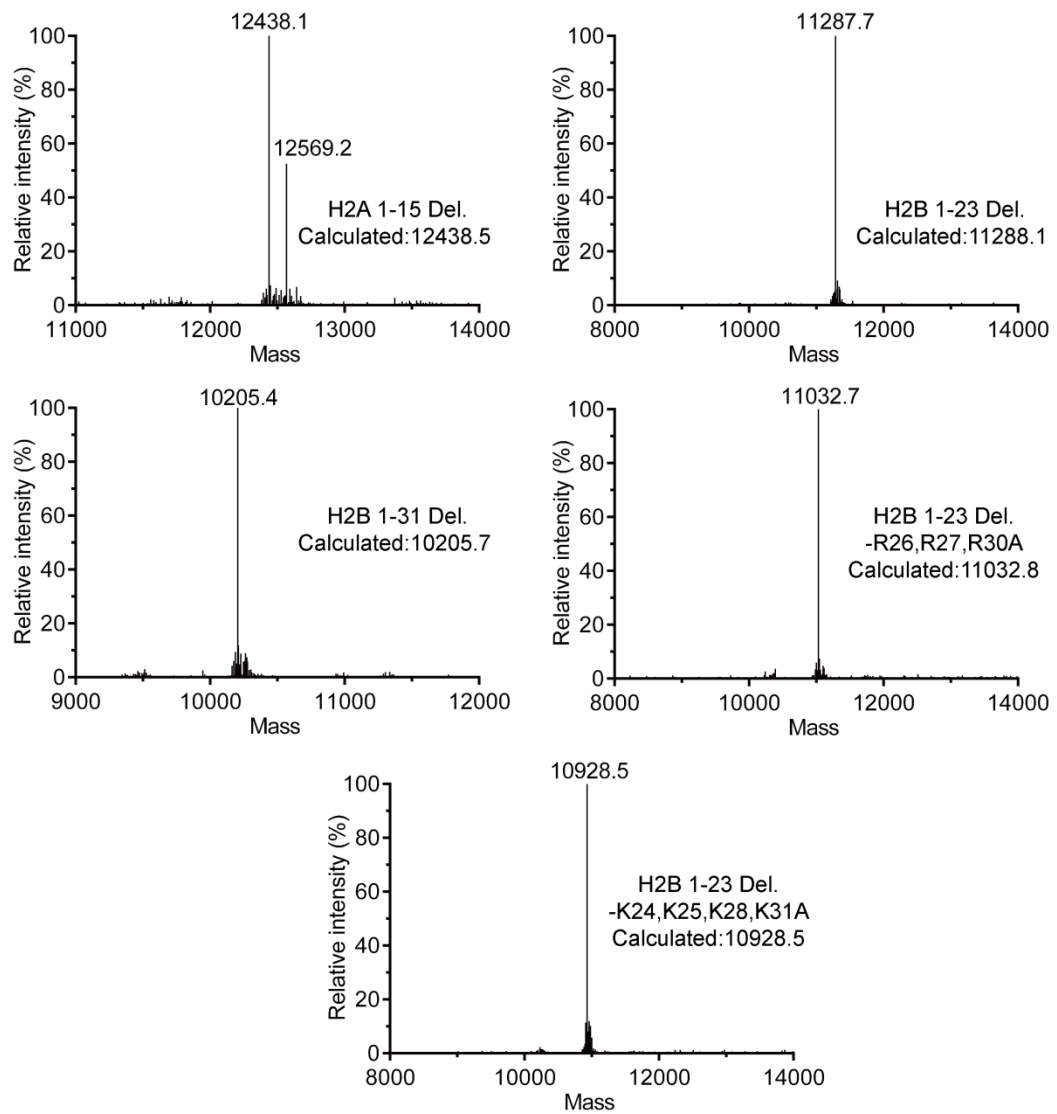 12438.1
100
80
60
40
20
0
Relative intensity (%)
12569.2
H2A 1-15 Del.
Calculated:12438.5
11000
12000
13000
14000
Mass
11287.7
100
80
60
40
20
0
Relative intensity (%)
H2B 1-23 Del.
Calculated:11288.1
8000
10000
12000
14000
Mass
10205.4
100
80
60
40
20
0
Relative intensity (%)
H2B 1-31 Del.
Calculated:10205.7
9000
10000
11000
12000
Mass
11032.7
100
80
60
40
20
0
Relative intensity (%)
H2B 1-23 Del.
-R26,R27,R30A
Calculated:11032.8
8000
10000
12000
14000
Mass
10928.5
100
80
60
40
20
0
Relative intensity (%)
H2B 1-23 Del.
-K24,K25,K28,K31A
Calculated:10928.5
8000
10000
12000
14000
Mass